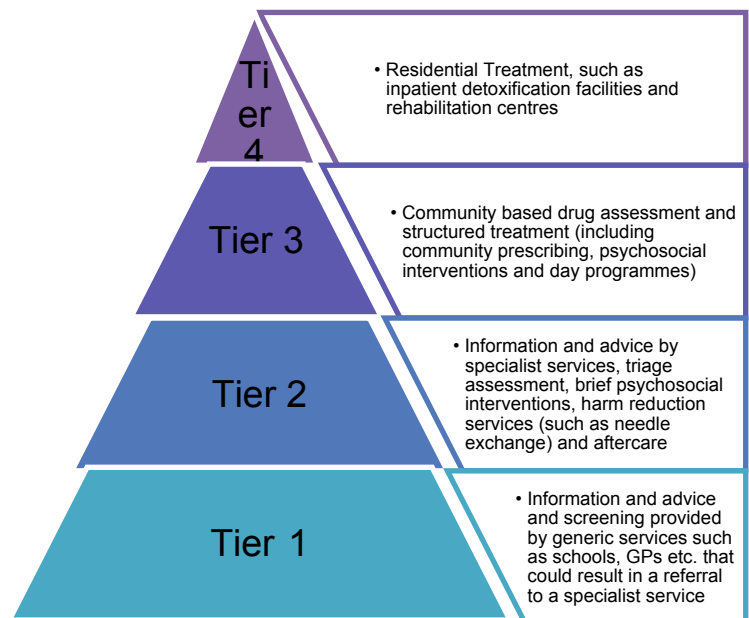 Ti
er
4
• Residential Treatment, such as
inpatient detoxification facilities and
rehabilitation centres
Tier 3
• Community based drug assessment and
structured treatment (including
community prescribing, psychosocial
interventions and day programmes)
Tier 2
• Information and advice by
specialist services, triage
assessment, brief psychosocial
interventions, harm reduction
services (such as needle
exchange) and aftercare
Tier 1
• Information and advice
and screening provided
by generic services such
as schools, GPs etc. that
could result in a referral
to a specialist service